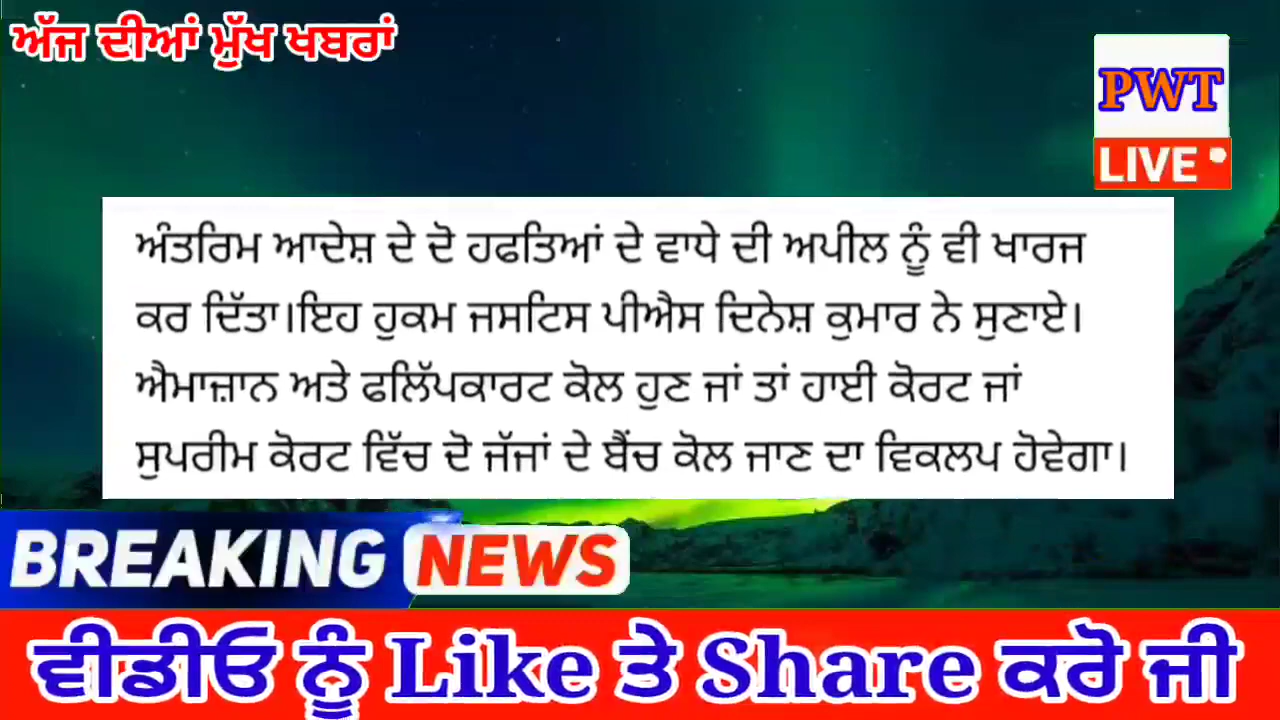 ਅੱਜ ਦੀਆਂ ਮੁੱਖ ਖਬਰਾਂ
PWT
LIVE
ਅੰਤਰਿਮ ਆਦੇਸ਼ ਦੇ ਦੋ ਹਫਤਿਆਂ ਦੇ ਵਾਧੇ ਦੀ ਅਪੀਲ ਨੂੰ ਵੀ ਖਾਰਜ
ਕਰ ਦਿੱਤਾ।ਇਹ ਹੁਕਮ ਜਸਟਿਸ ਪੀਐਸ ਦਿਨੇਸ਼ ਕੁਮਾਰ ਨੇ ਸੁਣਾਏ।
ਐਮਾਜ਼ਾਨ ਅਤੇ ਫਲਿੱਪਕਾਰਟ ਕੋਲ ਹੁਣ ਜਾਂ ਤਾਂ ਹਾਈ ਕੋਰਟ ਜਾਂ
ਸੁਪਰੀਮ ਕੋਰਟ ਵਿੱਚ ਦੋ ਜੱਜਾਂ ਦੇ ਬੈਂਚ ਕੋਲ ਜਾਣ ਦਾ ਵਿਕਲਪ ਹੋਵੇਗਾ।
BREAKING NEWS
ਵੀਡੀਓ ਨੂੰ Like ਤੇ Share ਕਰੋ ਜੀ